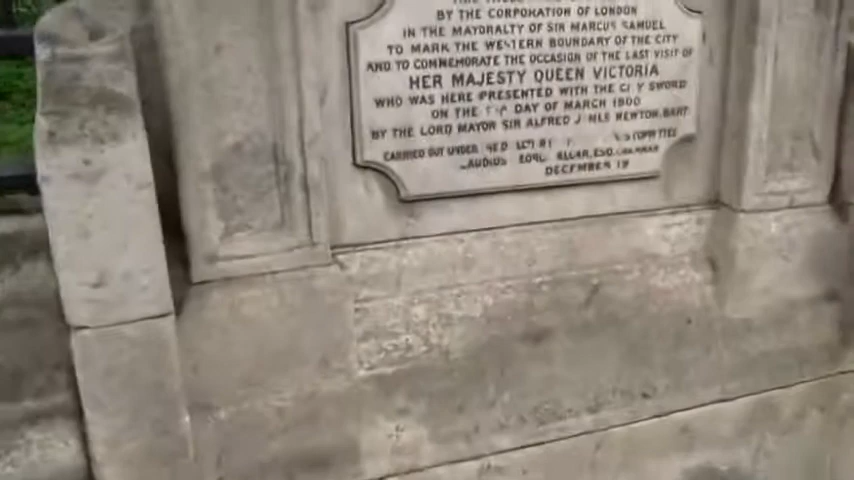 BY THE CORPORATION OF LONDON
IN THE MAYORALTY OF SIR MARCUS SAMUEL
TO MARK THE WESTERN BOUNDARY OF THE CITY
AND TO COMMEMORATE THE OCCASION OF THE LAST VISIT OF
HER MAJESTY QUEEN VICTORIA
WHO WAS HERE PRESENTED WITH THE CITY SWORD
ON THE DAY OF MARCH 1900
BY THE LORD MAYOR SIR ALFRED NEWTON BART
CARRIED OUT UNDER THE
ESQ.
DECEMBER 19